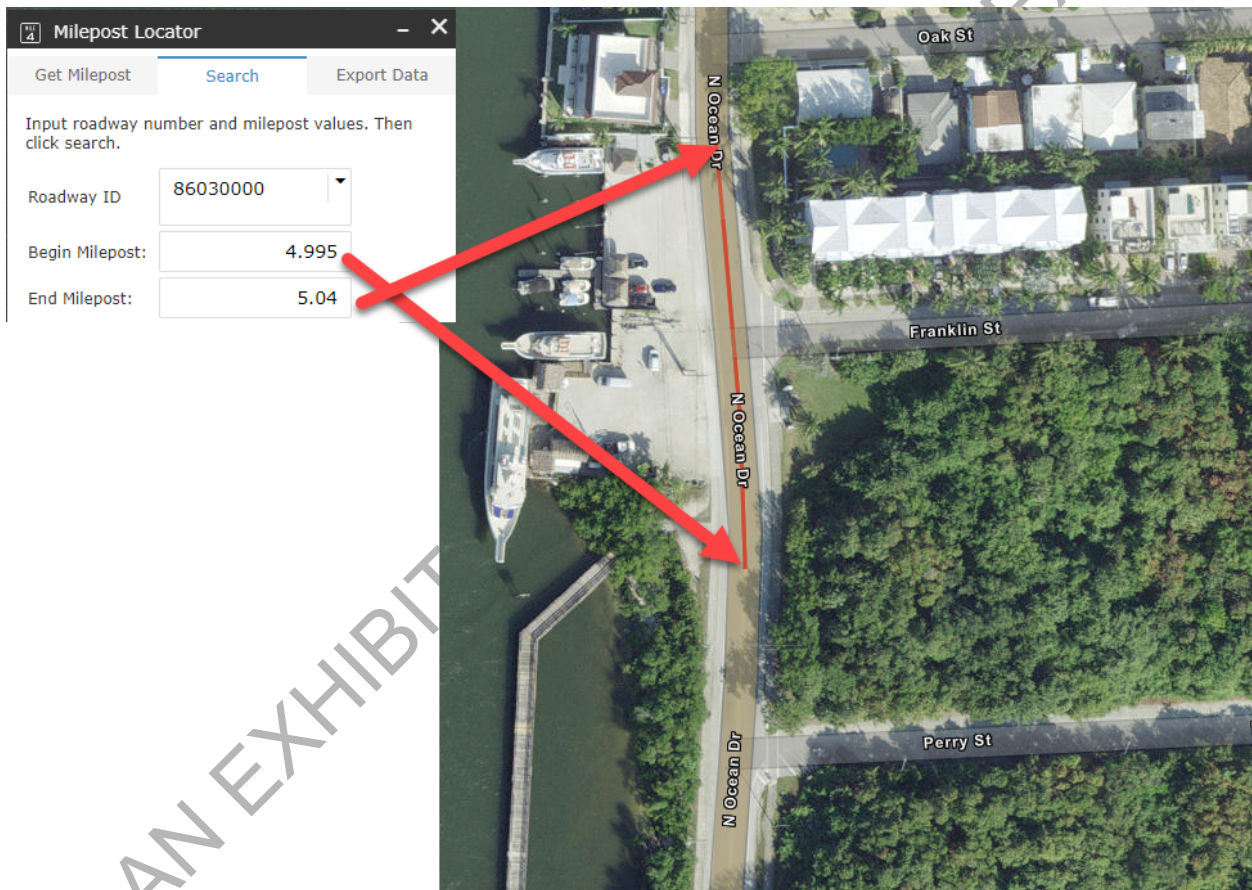 Milepost Locator
Get Milepost Search Export Data
Input roadway number and milepost values. Then
click search.
Roadway ID 86030000
Begin Milepost: 4.995
End Milepost: 5.04
Oak St
N Ocean Dr
Franklin St
N Ocean Dr
Perry St
N Ocean Dr
AN EXHIBIT